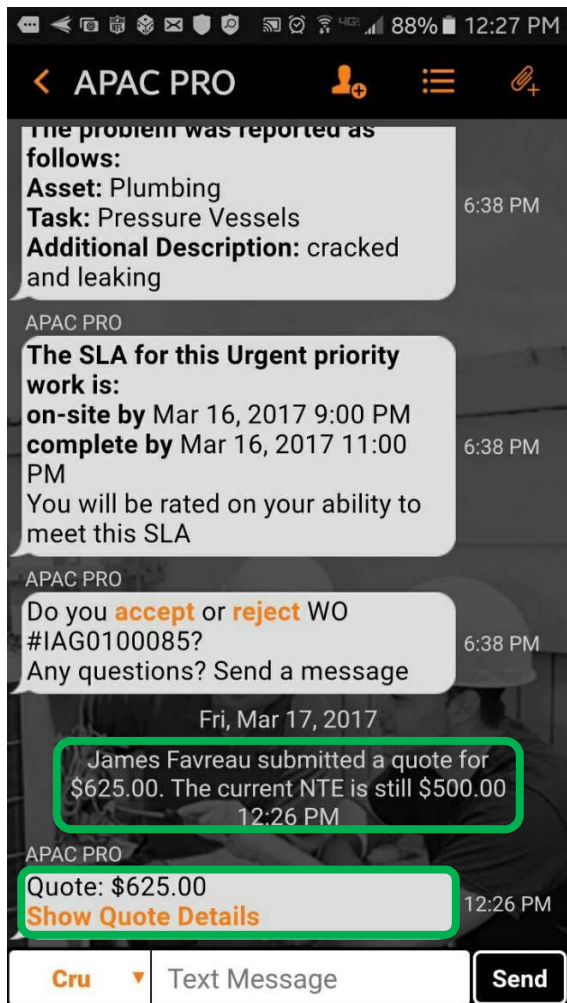 88% 12:27 PM
APAC PRO
The problem was reported as
follows:
Asset: Plumbing
Task: Pressure Vessels
Additional Description: cracked
and leaking
6:38 PM
APAC PRO
The SLA for this Urgent priority
work is:
on-site by Mar 16, 2017 9:00 PM
complete by Mar 16, 2017 11:00
PM
You will be rated on your ability to
meet this SLA
6:38 PM
APAC PRO
Do you accept or reject WO
#IAG0100085?
Any questions? Send a message
6:38 PM
Fri, Mar 17, 2017
James Favreau submitted a quote for
$625.00. The current NTE is still $500.00
12:26 PM
APAC PRO
Quote: $625.00
Show Quote Details
12:26 PM
Cru
Text Message
Send